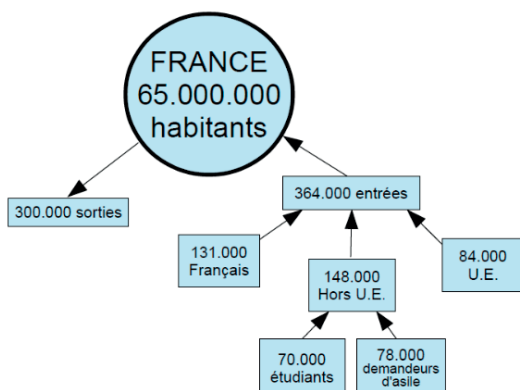 FRANCE
65.000.000
habitants
300.000 sorties
364.000 entrées
131.000
Français
148.000
Hors U.E.
84.000
U.E.
70.000
étudiants
78.000
demandeurs
d'asile